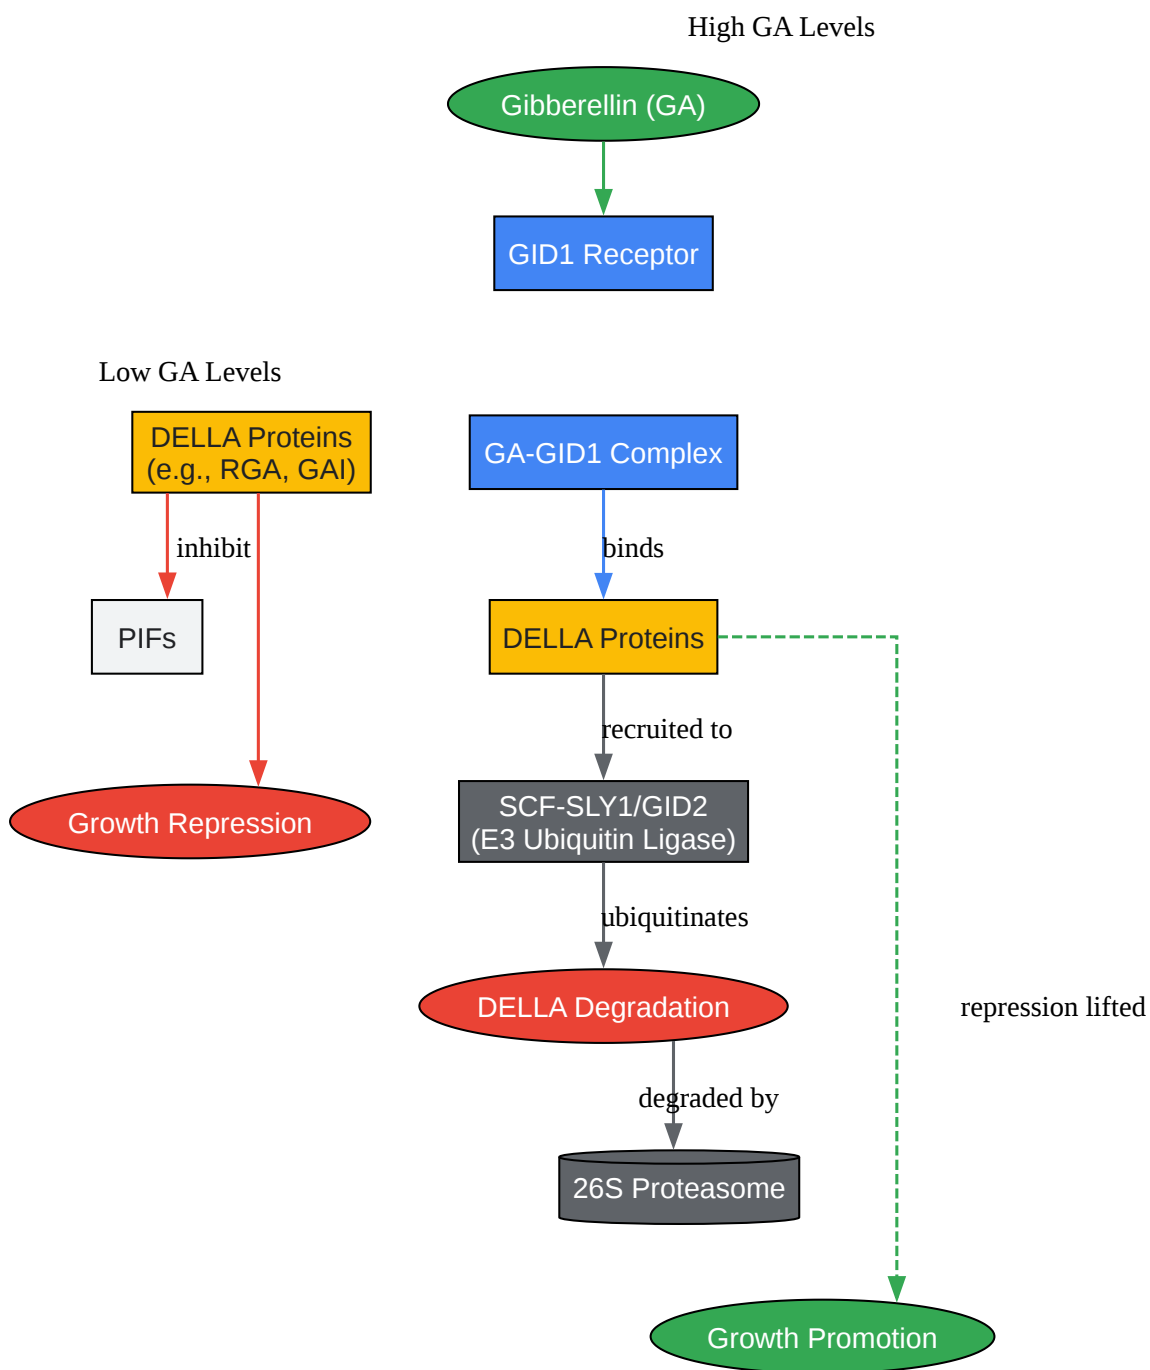 High GA Levels
Gibberellin (GA)
GID1 Receptor
Low GA Levels
DELLA Proteins
(e.g., RGA, GAI)
GA-GID1 Complex
inhibit
binds
PIFs
DELLA Proteins
recruited to
SCF-SLY1/GID2
(E3 Ubiquitin Ligase)
Growth Repression
ubiquitinates
DELLA Degradation
repression lifted
degraded by
26S Proteasome
Growth Promotion